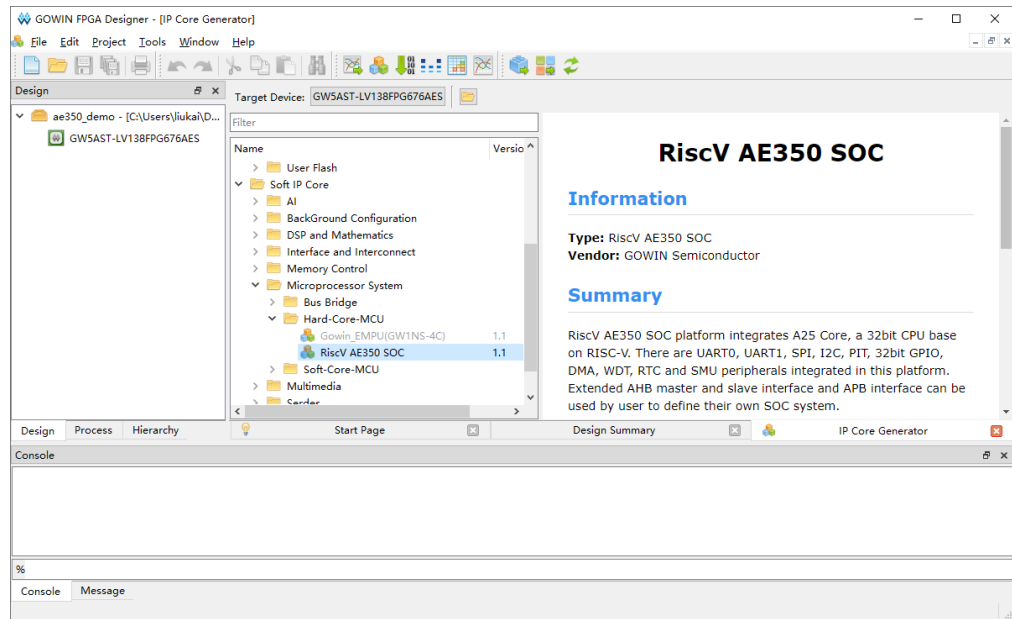 GOWIN FPGA Designer - [IP Core Generator]
File Edit Project Tools Window Help
Design
Target Device: GW5AST-LV138FPG676AES
ae350_demo - [C:\Users\liukai\D...
GW5AST-LV138FPG676AES
Filter
Name Versio
User Flash
Soft IP Core
AI
BackGround Configuration
DSP and Mathematics
Interface and Interconnect
Memory Control
Microprocessor System
Bus Bridge
Hard-Core-MCU
Gowin_EMPU(GW1NS-4C) 1.1
RiscV AE350 SOC 1.1
Soft-Core-MCU
Multimedia
Serdes
RiscV AE350 SOC
Information
Type: RiscV AE350 SOC
Vendor: GOWIN Semiconductor
Summary
RiscV AE350 SOC platform integrates A25 Core, a 32bit CPU base
on RISC-V. There are UART0, UART1, SPI, I2C, PIT, 32bit GPIO,
DMA, WDT, RTC and SMU peripherals integrated in this platform.
Extended AHB master and slave interface and APB interface can be
used by user to define their own SOC system.
Design Process Hierarchy
Start Page Design Summary IP Core Generator
Console
%
Console Message